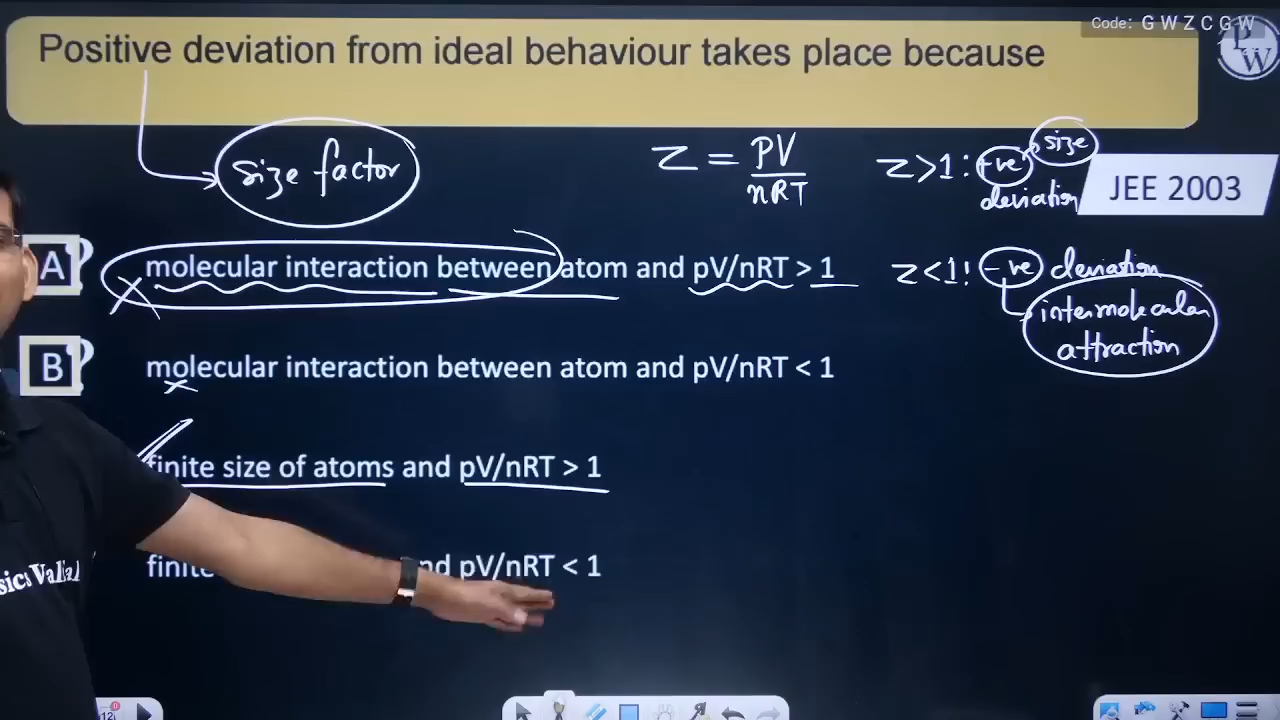 Code: G W Z C G W
Positive deviation from ideal behaviour takes place because
P W
size factor
Z = PV/nRT
Z>1: +ve size
deviation
JEE 2003
A ?
molecular interaction between atom and pV/nRT > 1
Z<1: -ve deviation
intermolecular
attraction
B ?
molecular interaction between atom and pV/nRT < 1
finite size of atoms and pV/nRT > 1
pV/nRT < 1